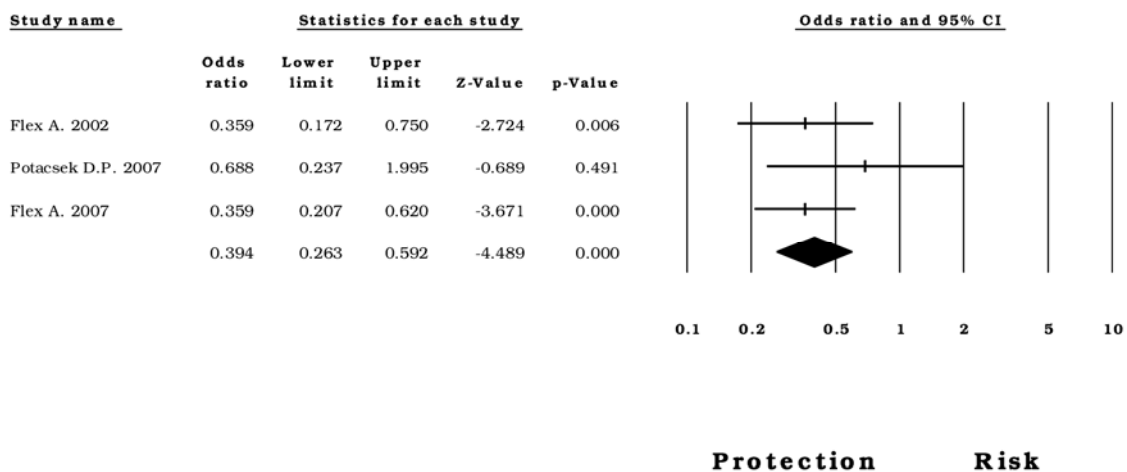 Study name Statistics for each study Odds ratio and 95% CI
Odds Lower Upper
ratio limit limit Z-Value p-Value
Flex A. 2002 0.359 0.172 0.750 -2.724 0.006
Potacsek D.P. 2007 0.688 0.237 1.995 -0.689 0.491
Flex A. 2007 0.359 0.207 0.620 -3.671 0.000
0.394 0.263 0.592 -4.489 0.000
0.1 0.2 0.5 1 2 5 10
Protection Risk